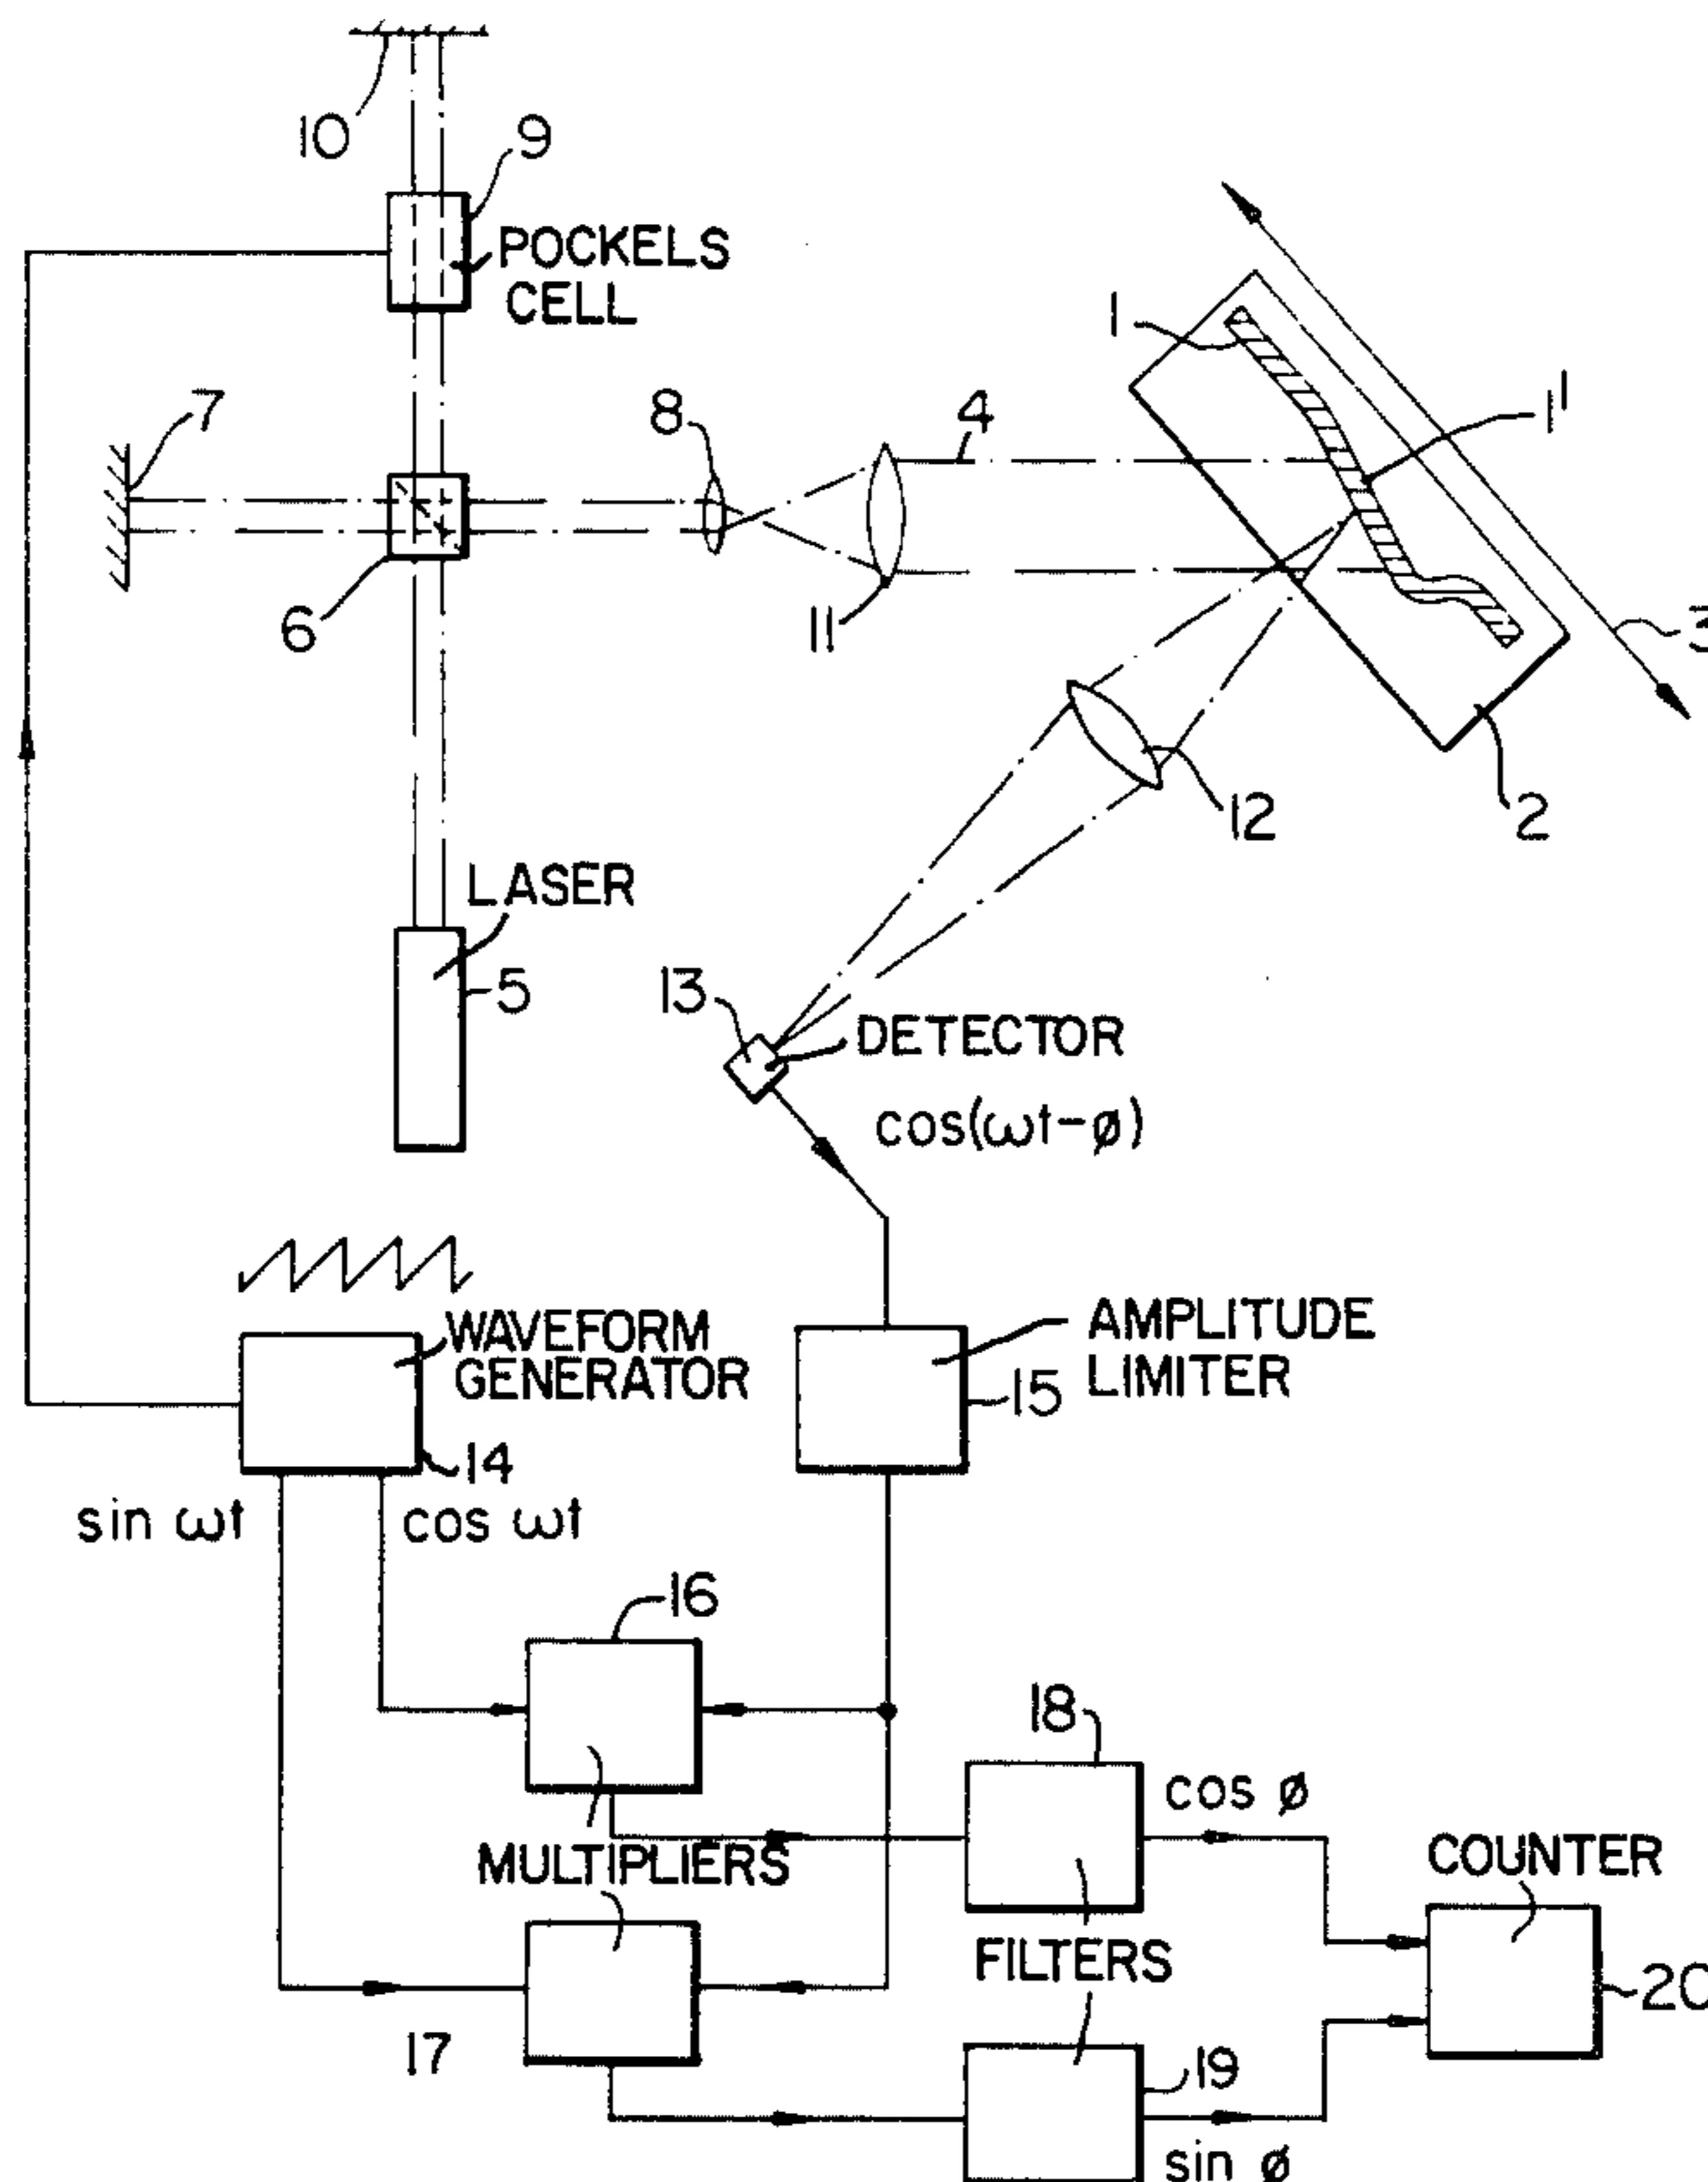 10
9
POCKELS
CELL
1
1'
7
8
4
3
6
11
12
2
LASER
5
13
DETECTOR
cos(ωt-ø)
WAVEFORM
GENERATOR
AMPLITUDE
LIMITER
15
14
sin ωt
cos ωt
16
18
cos ø
MULTIPLIERS
COUNTER
FILTERS
20
17
19
sin ø